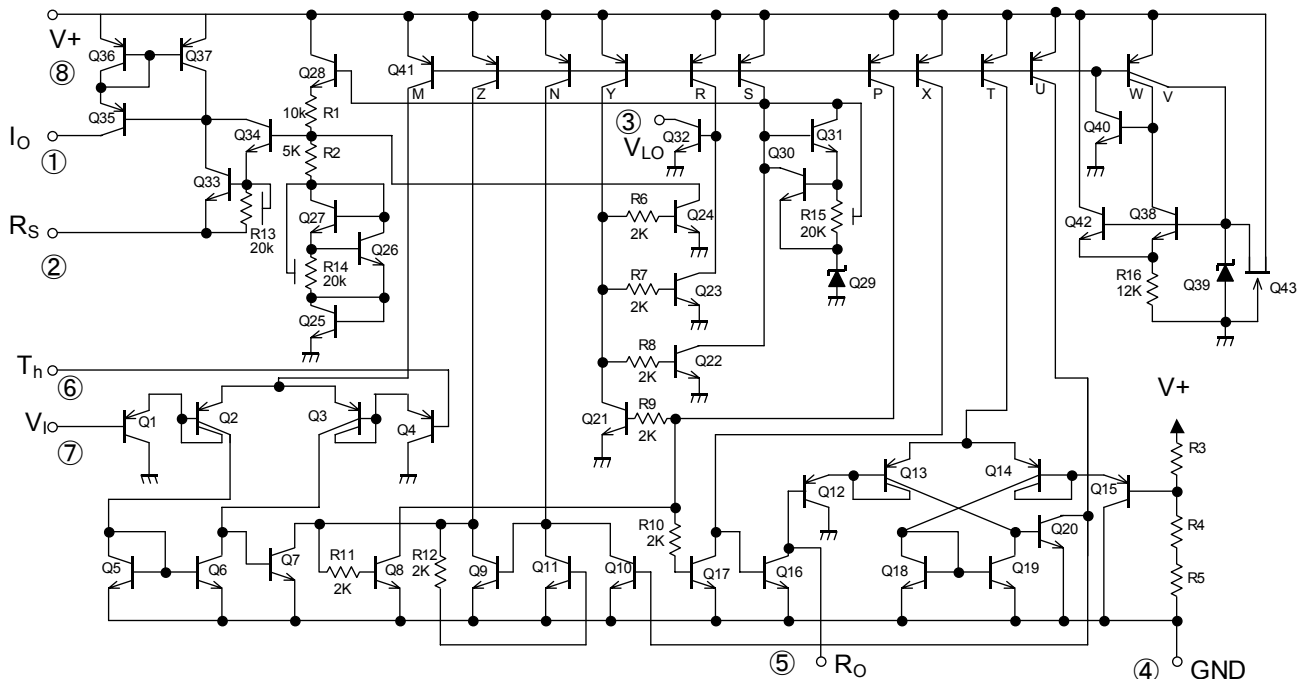 V+
⑧
Q36
Q37
Q28
Q41
M
Z
N
Y
R
S
P
X
T
U
W
V
Q35
10k
R1
Q34
③
Q32
VLO
Q31
Q30
Q40
IO
①
5K
R2
Q33
R6
2K
Q24
R15
20K
Q42
Q38
RS
②
R13
20k
Q27
Q26
R14
20k
R7
2K
Q23
Q29
R16
12K
Q39
Q43
Q25
Th
⑥
R8
2K
Q22
V+
VI
⑦
Q1
Q2
Q3
Q4
Q21
R9
2K
R3
Q13
Q14
Q12
Q15
R10
2K
Q20
R4
Q5
Q6
Q7
R11
2K
Q8
R12
2K
Q9
Q11
Q10
Q17
Q16
Q18
Q19
R5
⑤
RO
④
GND